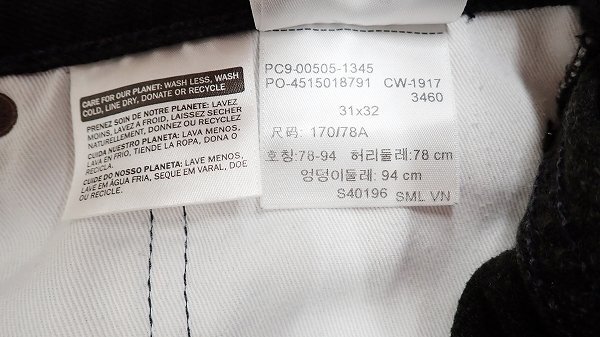 CARE FOR OUR PLANET: WASH LESS, WASH
COLD, LINE DRY, DONATE OR RECYCLE
PRENEZ SOIN DE NOTRE PLANETE: LAVEZ
MOINS, LAVEZ A FROID, LAISSEZ SECHER
NATURELLEMENT, DONNEZ OU RECYCLEZ
CUIDA NUESTRO PLANETA: LAVA MENOS,
LAVA EN FRIO, TIENDE LA ROPA, DONA O
RECICLA.
CUIDE DO NOSSO PLANETA: LAVE MENOS,
LAVE EM ÁGUA FRIA, SEQUE EM VARAL, DOE
OU RECICLE.
PC9-00505-1345
PO-4515018791 CW-1917
3460
31x32
尺码: 170/78A
호칭:78-94 허리둘레:78 cm
엉덩이둘레: 94 cm
S40196 SML VN